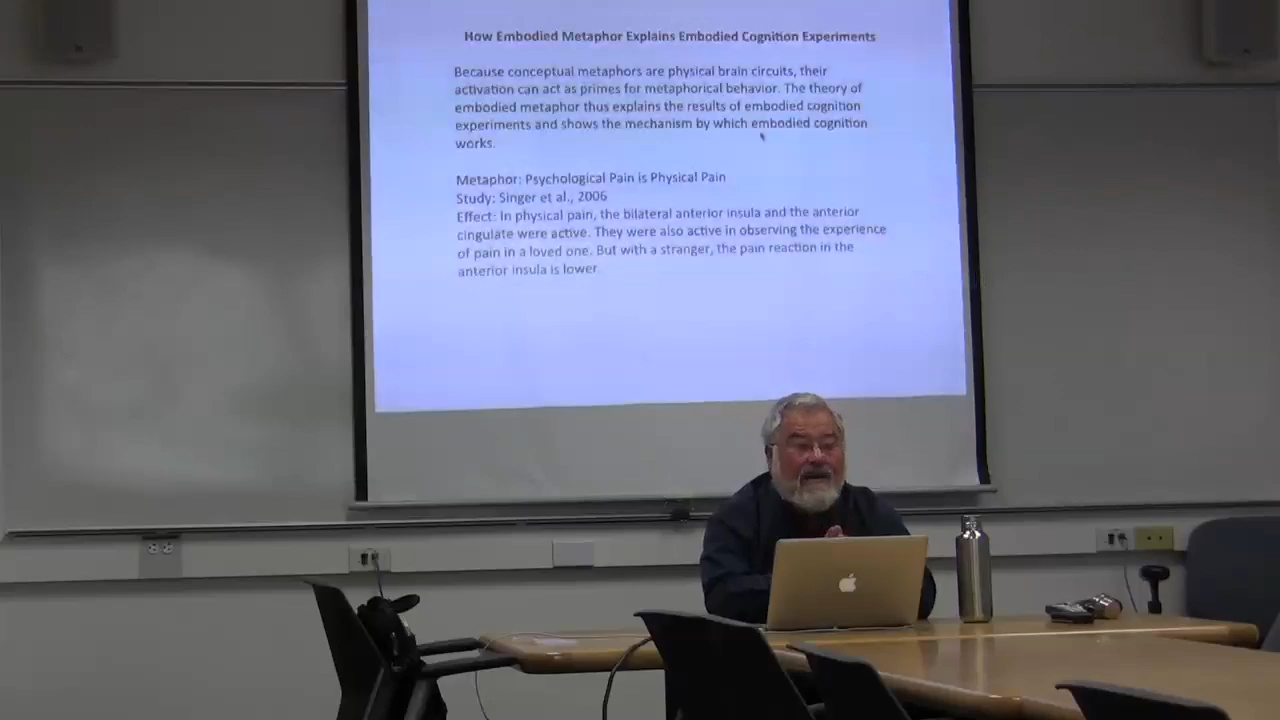 How Embodied Metaphor Explains Embodied Cognition Experiments
Because conceptual metaphors are physical brain circuits, their
activation can act as primes for metaphorical behavior. The theory of
embodied metaphor thus explains the results of embodied cognition
experiments and shows the mechanism by which embodied cognition
works.
Metaphor: Psychological Pain is Physical Pain
Study: Singer et al., 2006
Effect: In physical pain, the bilateral anterior insula and the anterior
cingulate were active. They were also active in observing the experience
of pain in a loved one. But with a stranger, the pain reaction in the
anterior insula is lower.